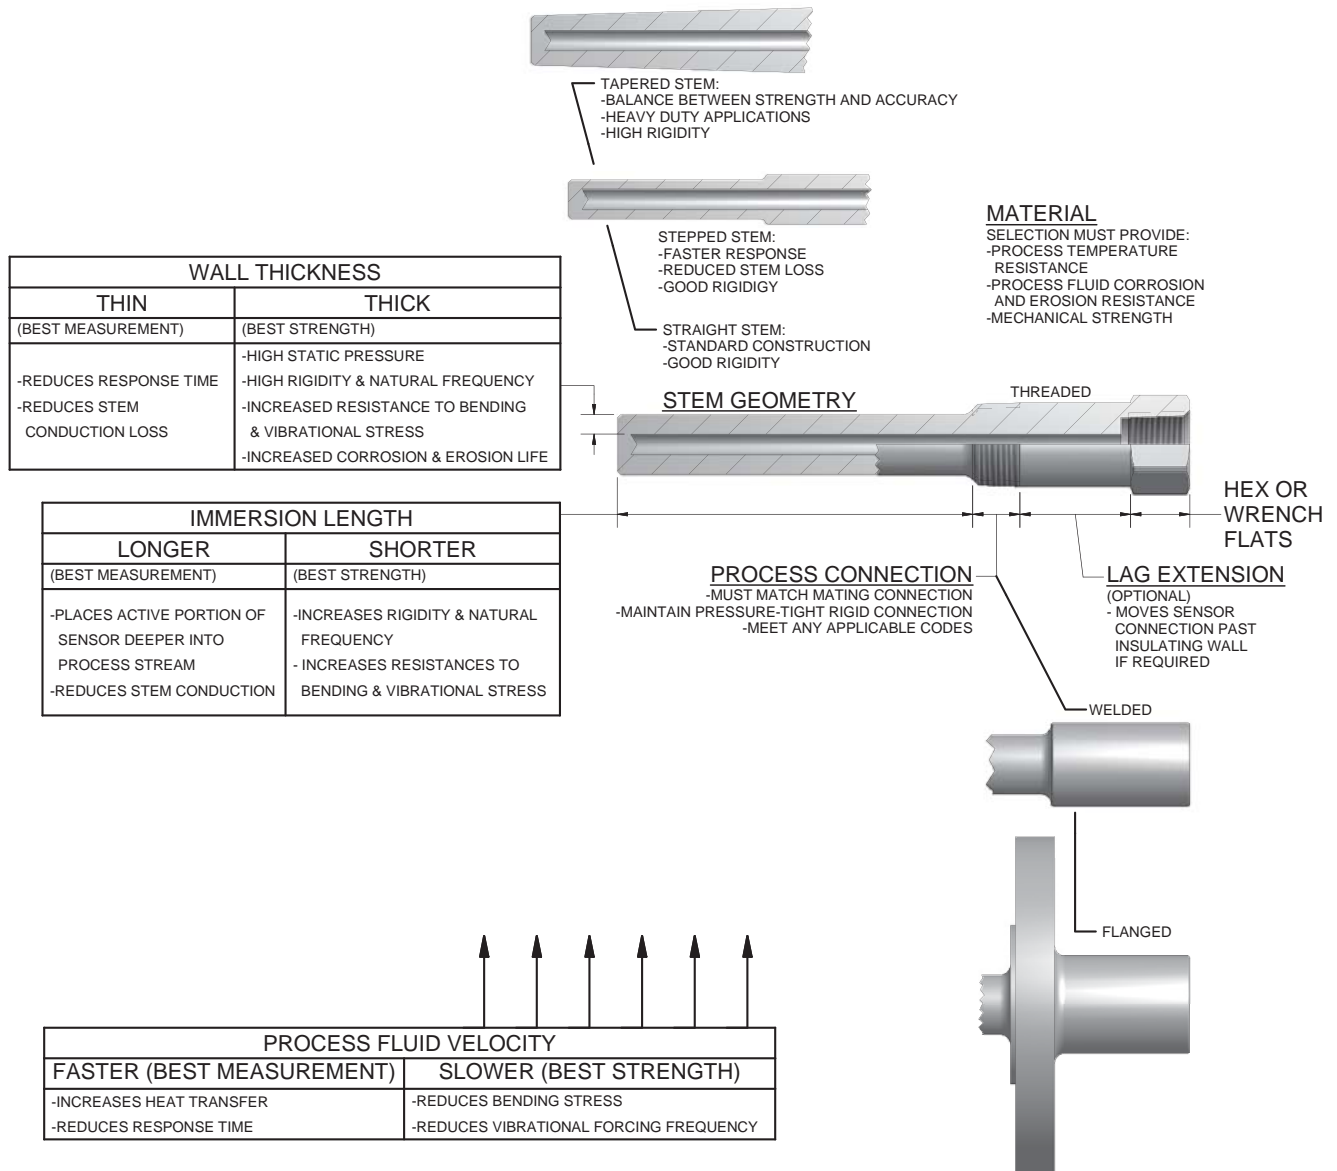 TAPERED STEM:
-BALANCE BETWEEN STRENGTH AND ACCURACY
-HEAVY DUTY APPLICATIONS
-HIGH RIGIDITY
STEPPED STEM:
-FASTER RESPONSE
-REDUCED STEM LOSS
-GOOD RIGIDIGY
STRAIGHT STEM:
-STANDARD CONSTRUCTION
-GOOD RIGIDITY
MATERIAL
SELECTION MUST PROVIDE:
-PROCESS TEMPERATURE
RESISTANCE
-PROCESS FLUID CORROSION
AND EROSION RESISTANCE
-MECHANICAL STRENGTH
WALL THICKNESS
THIN
(BEST MEASUREMENT)
-REDUCES RESPONSE TIME
-REDUCES STEM
CONDUCTION LOSS
THICK
(BEST STRENGTH)
-HIGH STATIC PRESSURE
-HIGH RIGIDITY & NATURAL FREQUENCY
-INCREASED RESISTANCE TO BENDING
& VIBRATIONAL STRESS
-INCREASED CORROSION & EROSION LIFE
STEM GEOMETRY
THREADED
HEX OR
WRENCH
FLATS
IMMERSION LENGTH
LONGER
(BEST MEASUREMENT)
-PLACES ACTIVE PORTION OF
SENSOR DEEPER INTO
PROCESS STREAM
-REDUCES STEM CONDUCTION
SHORTER
(BEST STRENGTH)
-INCREASES RIGIDITY & NATURAL
FREQUENCY
- INCREASES RESISTANCES TO
BENDING & VIBRATIONAL STRESS
PROCESS CONNECTION
-MUST MATCH MATING CONNECTION
-MAINTAIN PRESSURE-TIGHT RIGID CONNECTION
-MEET ANY APPLICABLE CODES
LAG EXTENSION
(OPTIONAL)
- MOVES SENSOR
CONNECTION PAST
INSULATING WALL
IF REQUIRED
WELDED
FLANGED
PROCESS FLUID VELOCITY
FASTER (BEST MEASUREMENT)
-INCREASES HEAT TRANSFER
-REDUCES RESPONSE TIME
SLOWER (BEST STRENGTH)
-REDUCES BENDING STRESS
-REDUCES VIBRATIONAL FORCING FREQUENCY